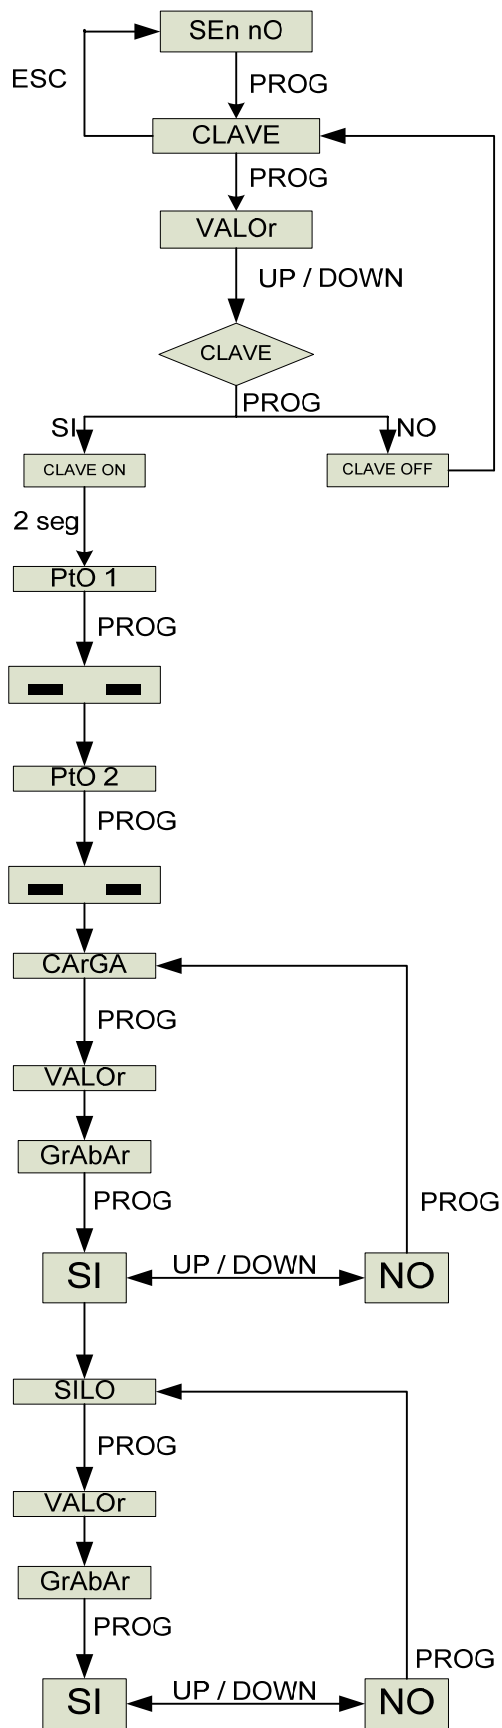 SEn nO
ESC
PROG
CLAVE
PROG
VALOr
UP / DOWN
CLAVE
PROG
SI
NO
CLAVE ON
CLAVE OFF
2 seg
PtO 1
PROG
PtO 2
PROG
CArGA
PROG
VALOr
GrAbAr
PROG
PROG
SI
UP / DOWN
NO
SILO
PROG
VALOr
GrAbAr
PROG
PROG
SI
UP / DOWN
NO